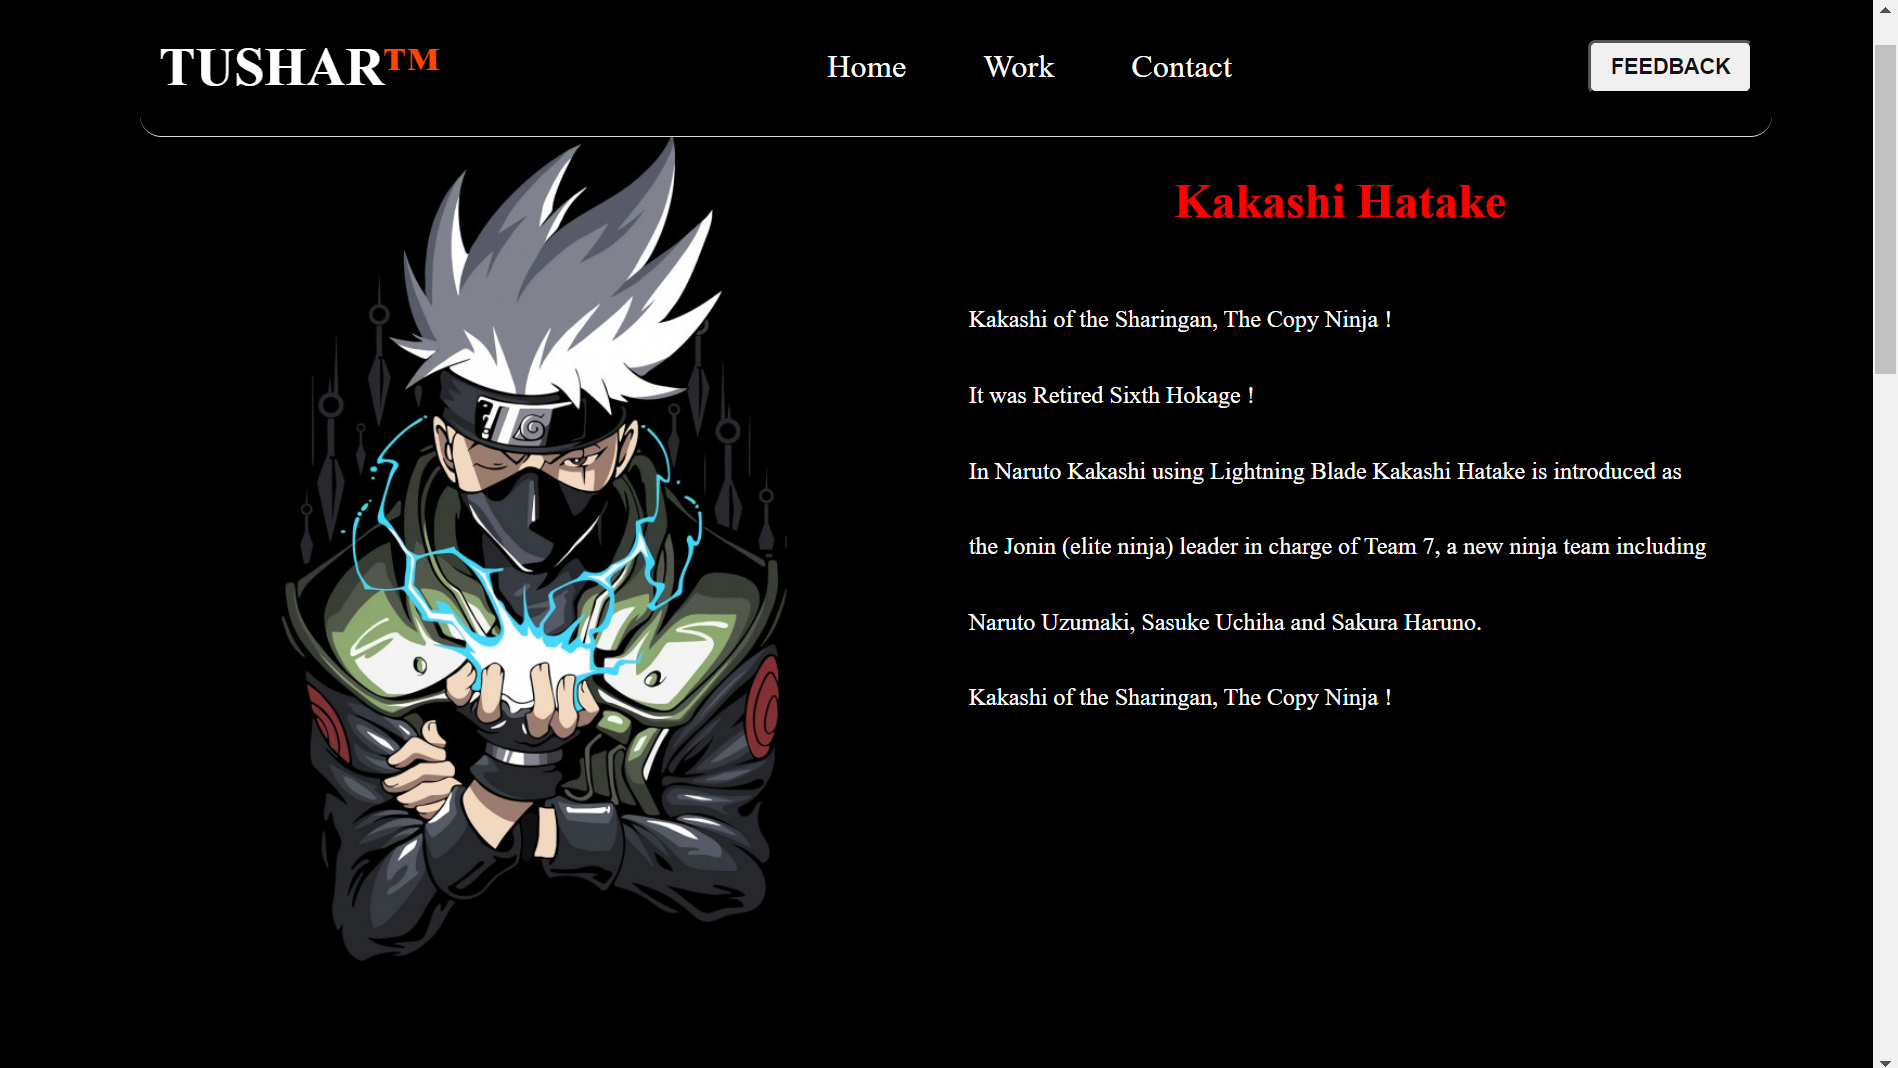 TUSHAR™
Home Work Contact
FEEDBACK
Kakashi Hatake
Kakashi of the Sharingan, The Copy Ninja !
It was Retired Sixth Hokage !
In Naruto Kakashi using Lightning Blade Kakashi Hatake is introduced as
the Jonin (elite ninja) leader in charge of Team 7, a new ninja team including
Naruto Uzumaki, Sasuke Uchiha and Sakura Haruno.
Kakashi of the Sharingan, The Copy Ninja !